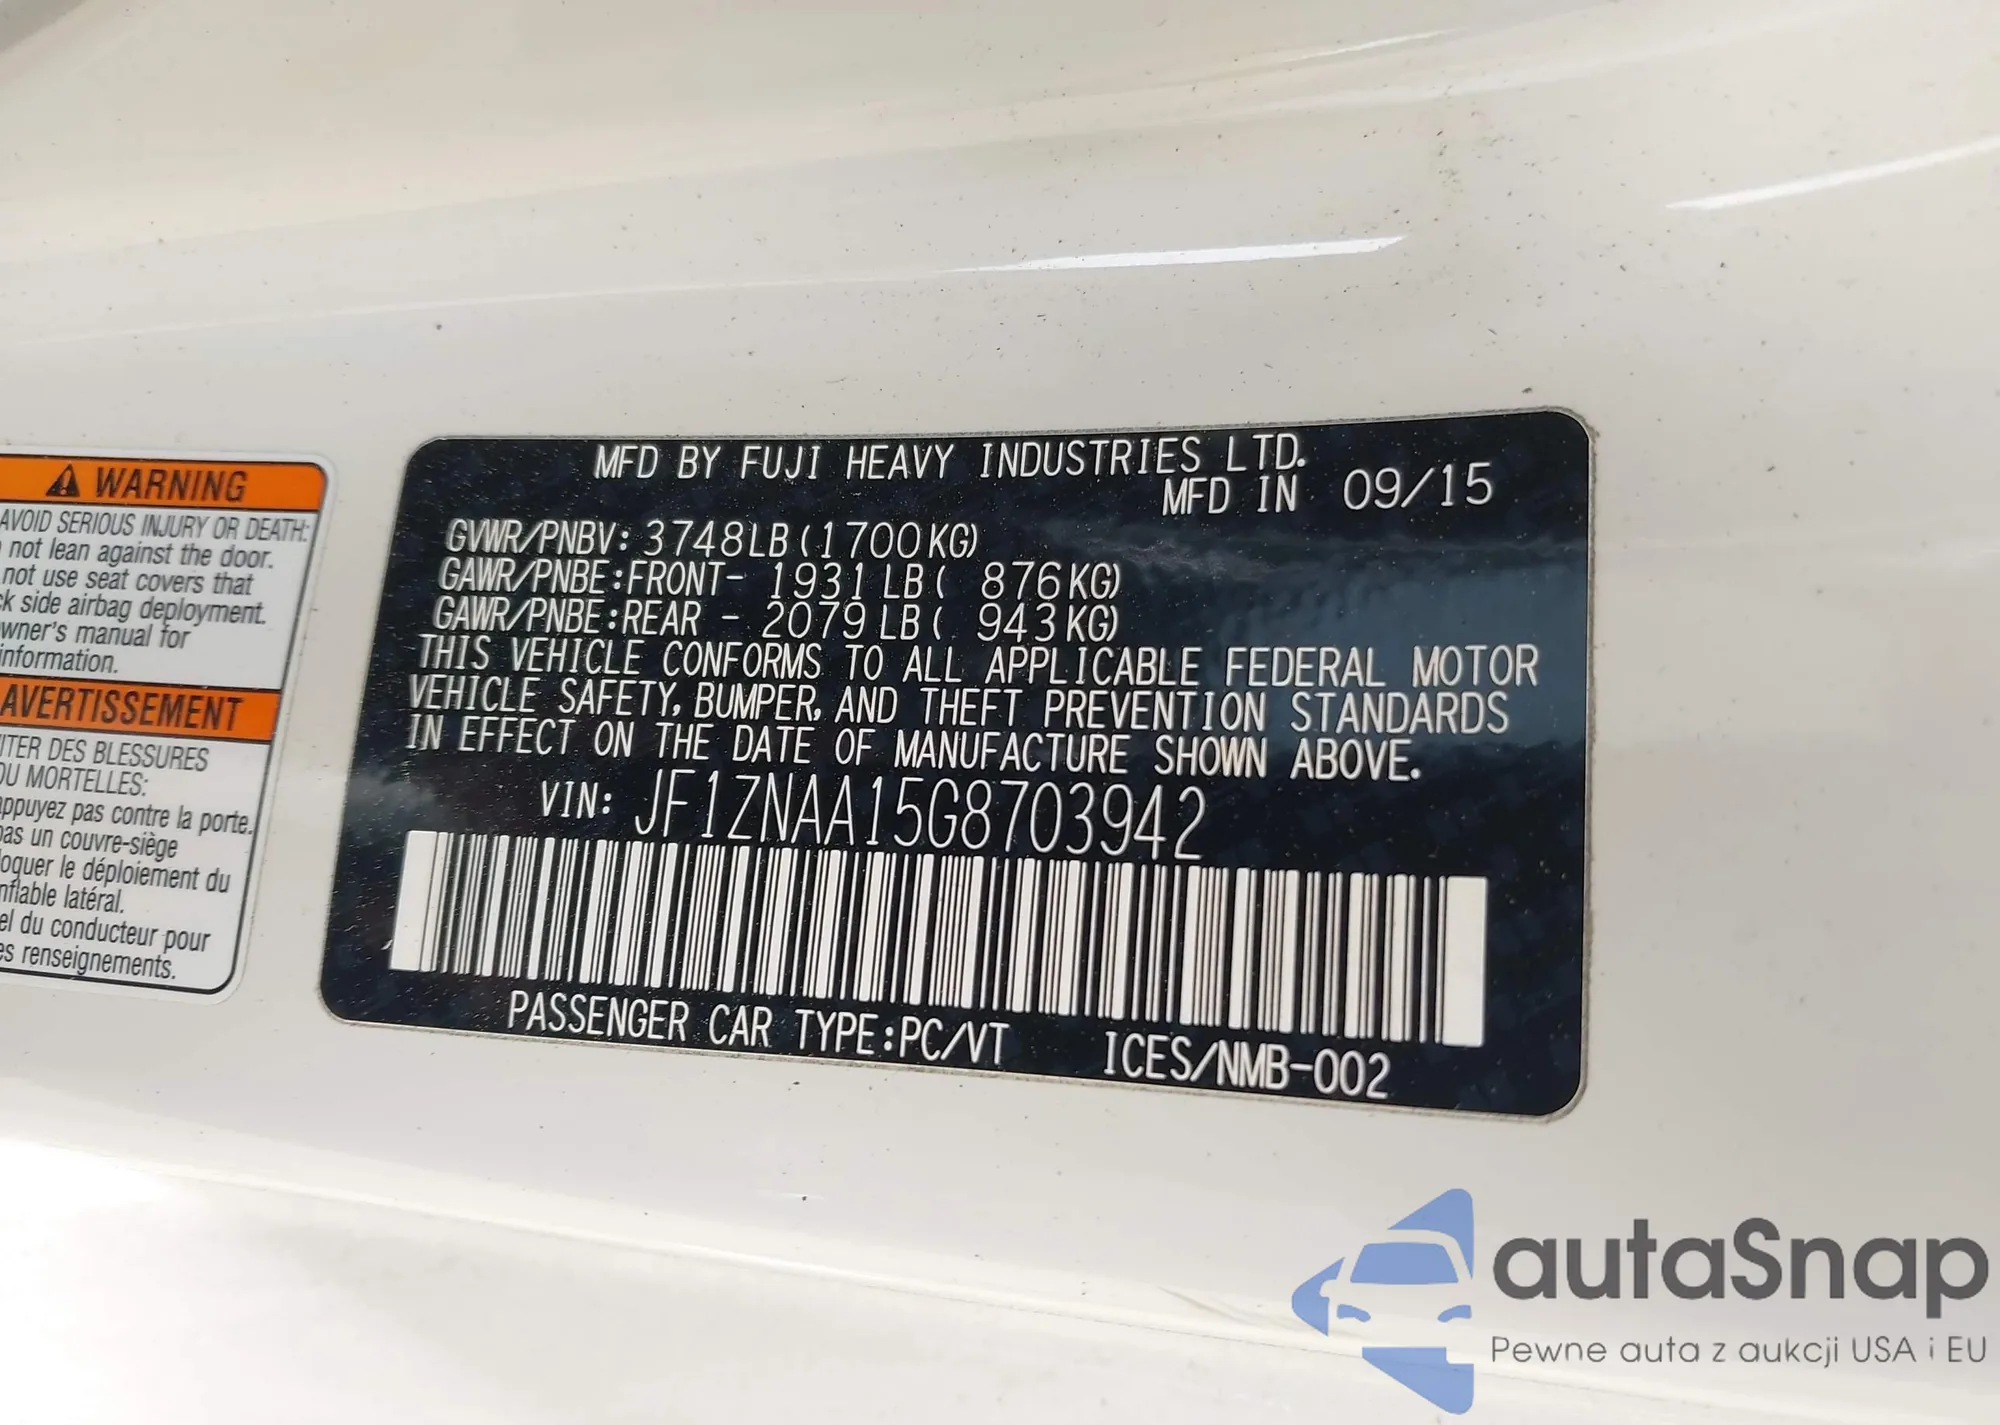 WARNING
AVOID SERIOUS INJURY OR DEATH:
not lean against the door.
not use seat covers that
side airbag deployment.
manual for
information.
AVERTISSEMENT
DES BLESSURES
OU MORTELLES:
appuyez pas contre la porte.
pas un couvre-siège
le déploiement du
latéral.
du conducteur pour
renseignements.
MFD BY FUJI HEAVY INDUSTRIES LTD.
MFD IN 09/15
GVWR/PNBV: 3748LB(1700KG)
GAWR/PNBE:FRONT- 1931LB( 876KG)
GAWR/PNBE:REAR - 2079LB( 943KG)
THIS VEHICLE CONFORMS TO ALL APPLICABLE FEDERAL MOTOR
VEHICLE SAFETY, BUMPER, AND THEFT PREVENTION STANDARDS
IN EFFECT ON THE DATE OF MANUFACTURE SHOWN ABOVE.
VIN: JF1ZNAA15G8703942
PASSENGER CAR TYPE:PC/VT ICES/NMB-002
autaSnap
Pewne auta z aukcji USA i EU